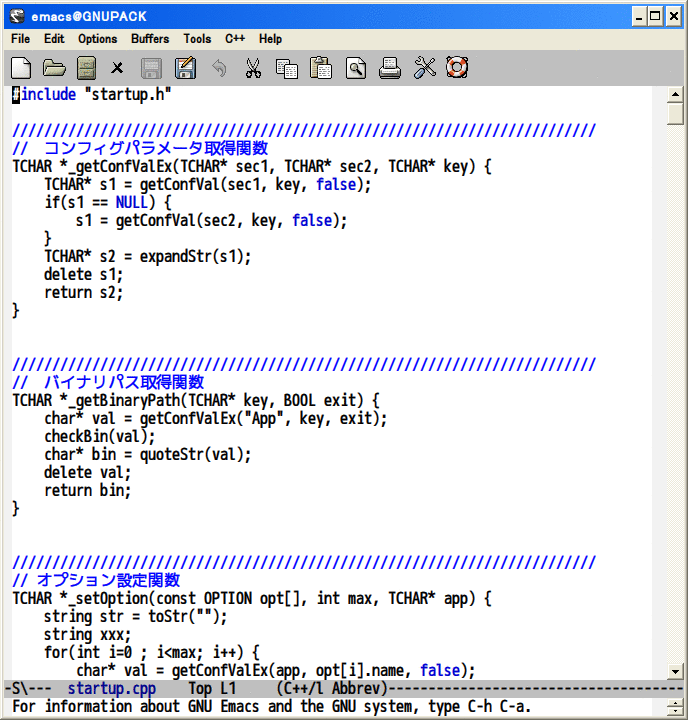 emacs@GNUPACK
File Edit Options Buffers Tools C++ Help
#include "startup.h"
/////////////////////////////////////////////////////////////////////////
//　コンフィグパラメータ取得関数
TCHAR *_getConfValEx(TCHAR* sec1, TCHAR* sec2, TCHAR* key) {
    TCHAR* s1 = getConfVal(sec1, key, false);
    if(s1 == NULL) {
        s1 = getConfVal(sec2, key, false);
    }
    TCHAR* s2 = expandStr(s1);
    delete s1;
    return s2;
}
/////////////////////////////////////////////////////////////////////////
//　バイナリパス取得関数
TCHAR *_getBinaryPath(TCHAR* key, BOOL exit) {
    char* val = getConfValEx("App", key, exit);
    checkBin(val);
    char* bin = quoteStr(val);
    delete val;
    return bin;
}
/////////////////////////////////////////////////////////////////////////
// オプション設定関数
TCHAR *_setOption(const OPTION opt[], int max, TCHAR* app) {
    string str = toStr("");
    string xxx;
    for(int i=0 ; i<max; i++) {
        char* val = getConfValEx(app, opt[i].name, false);
-S\---  startup.cpp    Top L1     (C++/l Abbrev)-------------------------------------
For information about GNU Emacs and the GNU system, type C-h C-a.